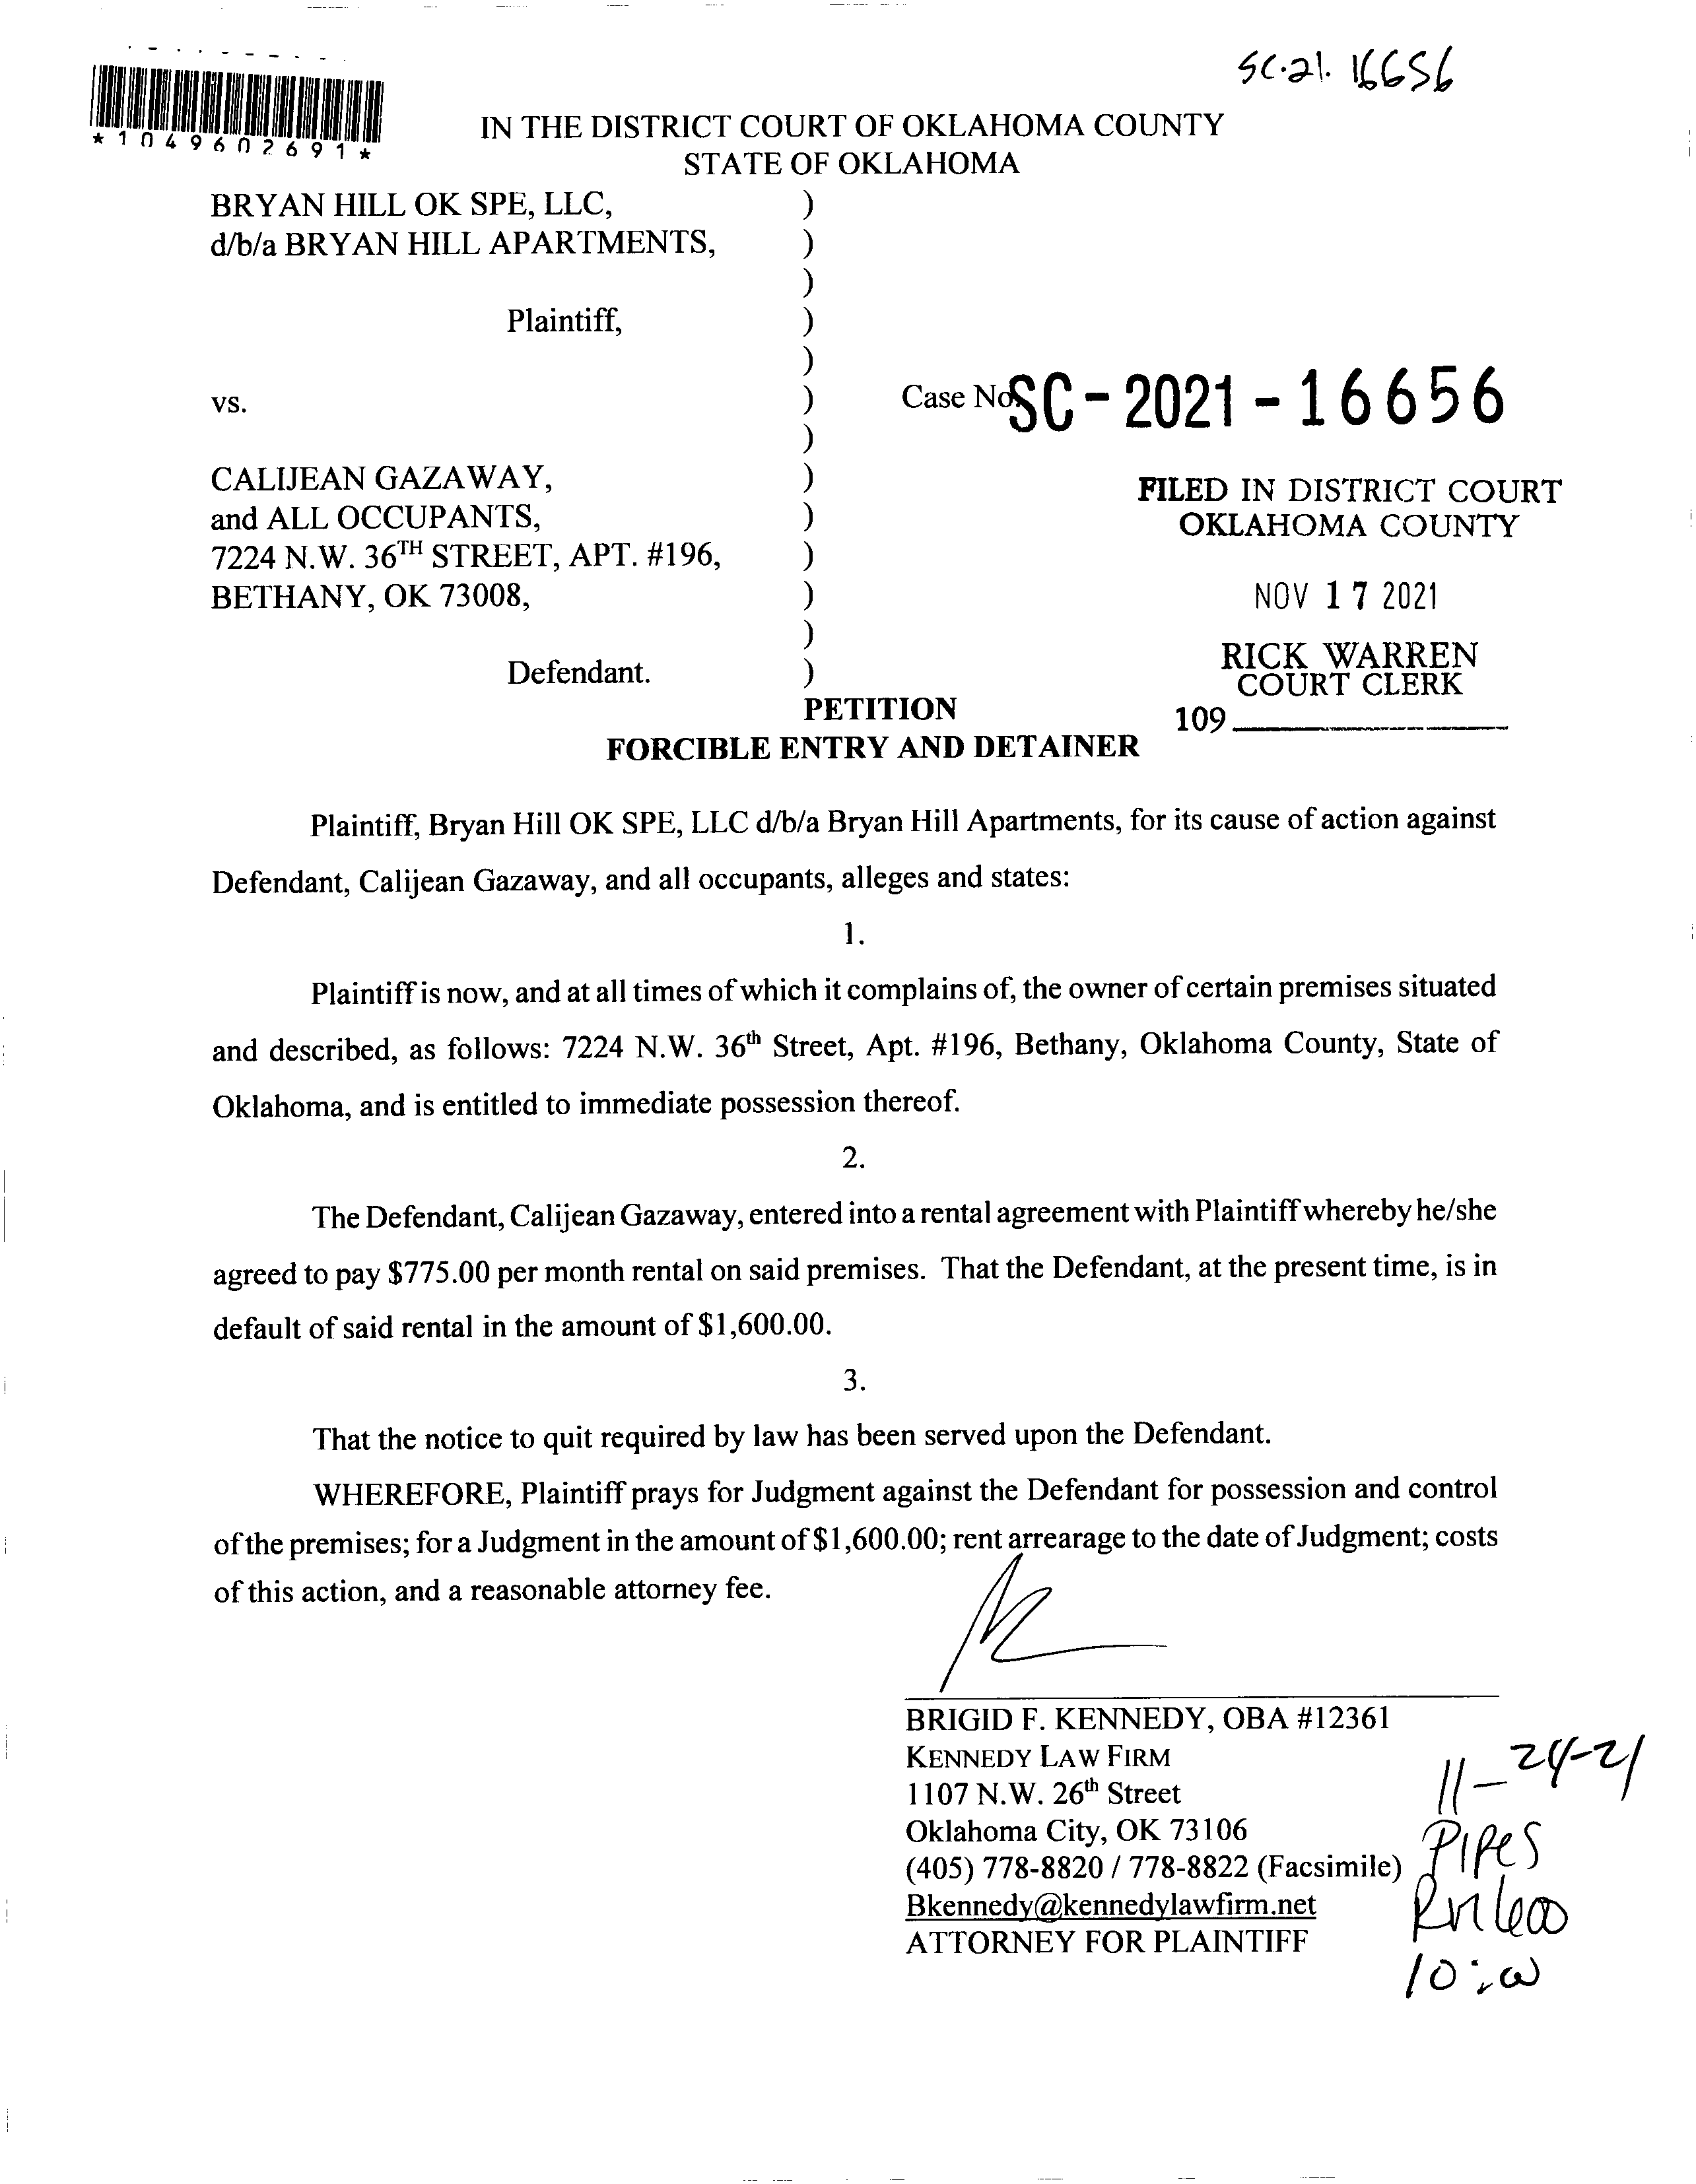 SC.21. 16656
*1049602691*
IN THE DISTRICT COURT OF OKLAHOMA COUNTY
STATE OF OKLAHOMA
BRYAN HILL OK SPE, LLC, )
d/b/a BRYAN HILL APARTMENTS, )
)
Plaintiff, )
)
vs. ) Case No. SC-2021-16656
)
CALIJEAN GAZAWAY, )
and ALL OCCUPANTS, )
7224 N.W. 36TH STREET, APT. #196, )
BETHANY, OK 73008, )
)
Defendant. )
FILED IN DISTRICT COURT
OKLAHOMA COUNTY
NOV 17 2021
RICK WARREN
COURT CLERK
109
PETITION
FORCIBLE ENTRY AND DETAINER
Plaintiff, Bryan Hill OK SPE, LLC d/b/a Bryan Hill Apartments, for its cause of action against
Defendant, Calijean Gazaway, and all occupants, alleges and states:
1.
Plaintiff is now, and at all times of which it complains of, the owner of certain premises situated
and described, as follows: 7224 N.W. 36th Street, Apt. #196, Bethany, Oklahoma County, State of
Oklahoma, and is entitled to immediate possession thereof.
2.
The Defendant, Calijean Gazaway, entered into a rental agreement with Plaintiff whereby he/she
agreed to pay $775.00 per month rental on said premises. That the Defendant, at the present time, is in
default of said rental in the amount of $1,600.00.
3.
That the notice to quit required by law has been served upon the Defendant.
WHEREFORE, Plaintiff prays for Judgment against the Defendant for possession and control
of the premises; for a Judgment in the amount of $1,600.00; rent arrearage to the date of Judgment; costs
of this action, and a reasonable attorney fee.
BRIGID F. KENNEDY, OBA #12361
KENNEDY LAW FIRM
1107 N.W. 26th Street
Oklahoma City, OK 73106
(405) 778-8820 / 778-8822 (Facsimile)
Bkennedy@kennedylawfirm.net
ATTORNEY FOR PLAINTIFF
11-24-21
Pipes
10:00